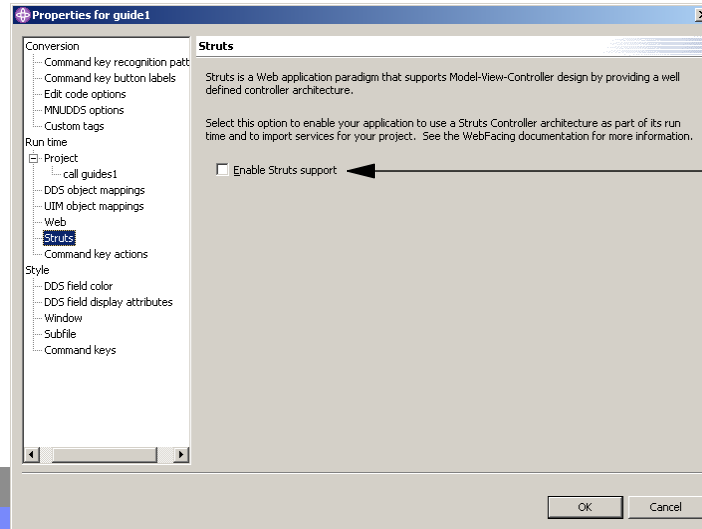 Properties for guide1
Conversion
Command key recognition patt
Command key button labels
Edit code options
MNUDDS options
Custom tags
Run time
Project
call guides1
DDS object mappings
UIM object mappings
Web
Struts
Command key actions
Style
DDS field color
DDS field display attributes
Window
Subfile
Command keys
Struts
Struts is a Web application paradigm that supports Model-View-Controller design by providing a well
defined controller architecture.
Select this option to enable your application to use a Struts Controller architecture as part of its run
time and to import services for your project. See the WebFacing documentation for more information.
Enable Struts support
OK
Cancel